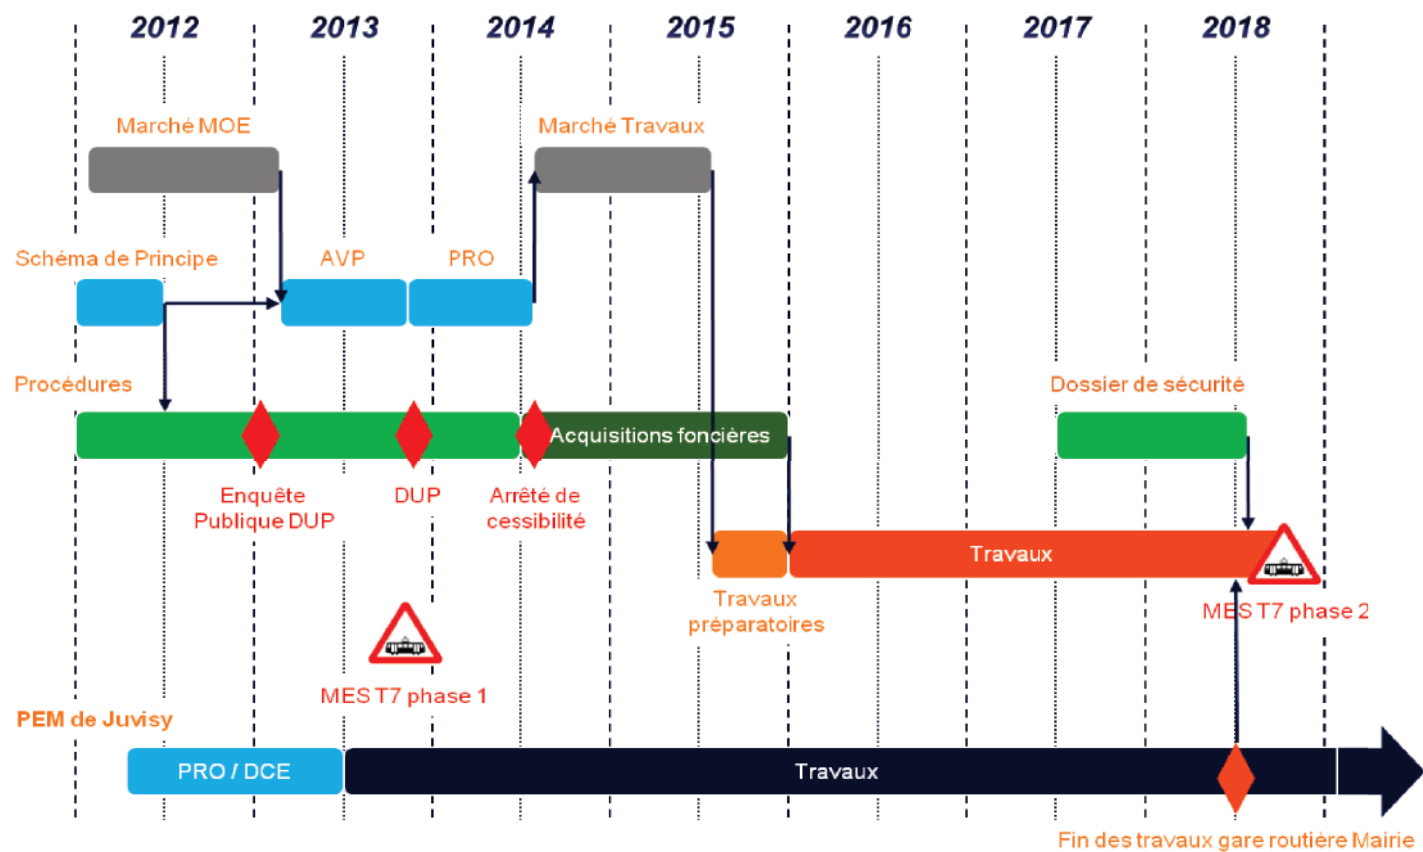 2012 2013 2014 2015 2016 2017 2018
Marché MOE Marché Travaux
Schéma de Principe AVP PRO
Procédures Dossier de sécurité
Acquisitions foncières
Enquête
Publique DUP
DUP
Arrêté de
cessibilité
Travaux
Travaux
préparatoires
MES T7 phase 2
MES T7 phase 1
PEM de Juvisy
PRO / DCE Travaux
Fin des travaux gare routière Mairie